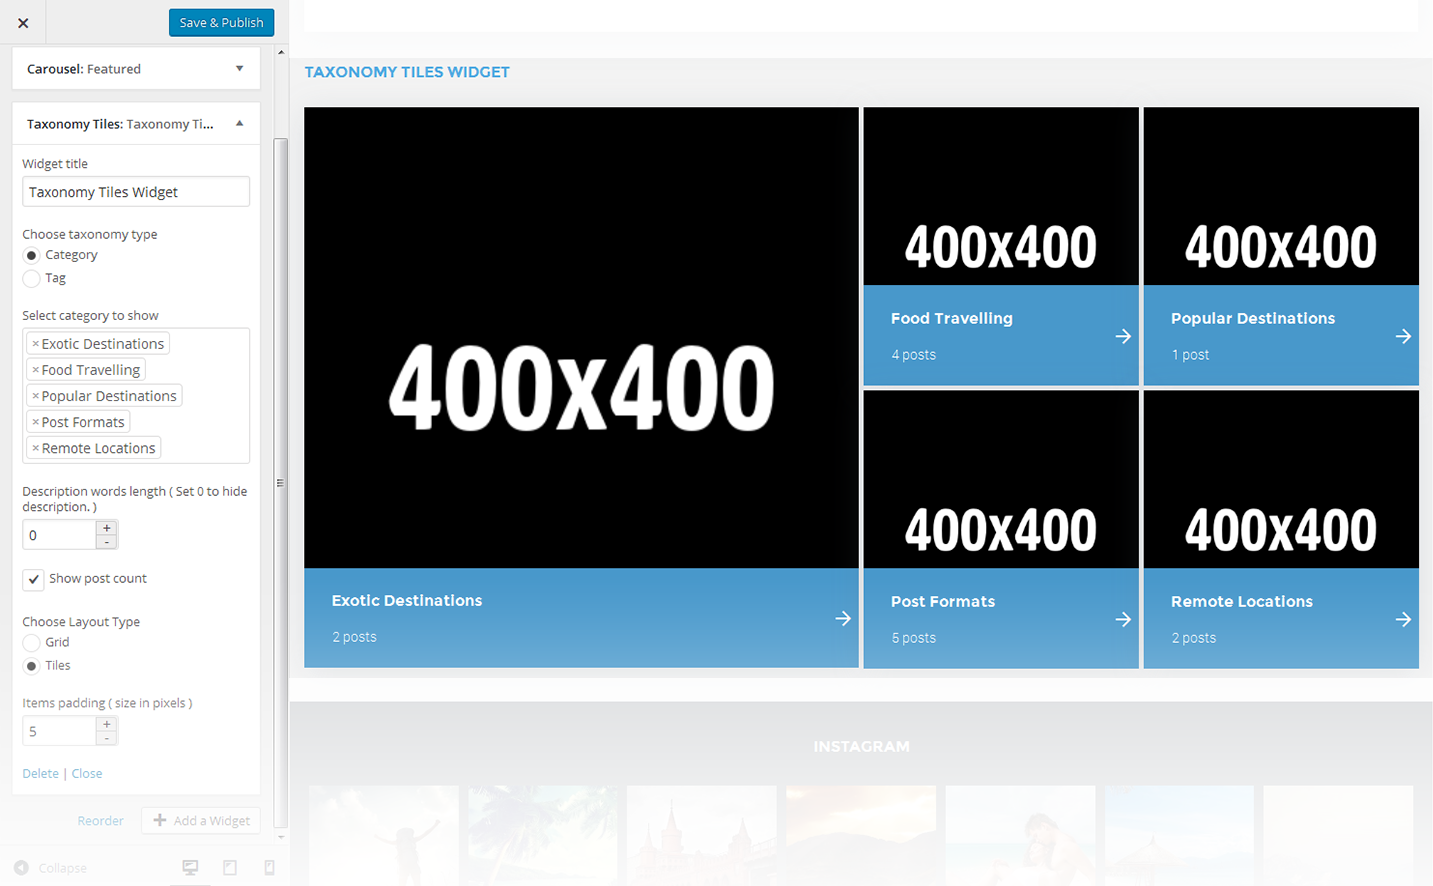 Save & Publish
Carousel: Featured
Taxonomy Tiles: Taxonomy Ti...
Widget title
Taxonomy Tiles Widget
Choose taxonomy type
Category
Tag
Select category to show
×Exotic Destinations
×Food Travelling
×Popular Destinations
×Post Formats
×Remote Locations
Description words length ( Set 0 to hide
description. )
0
+
-
Show post count
Choose Layout Type
Grid
Tiles
Items padding ( size in pixels )
5
+
-
Delete | Close
Reorder
Add a Widget
Collapse
TAXONOMY TILES WIDGET
400x400
Exotic Destinations
2 posts
400x400
Food Travelling
4 posts
400x400
Popular Destinations
1 post
400x400
Post Formats
5 posts
400x400
Remote Locations
2 posts
INSTAGRAM